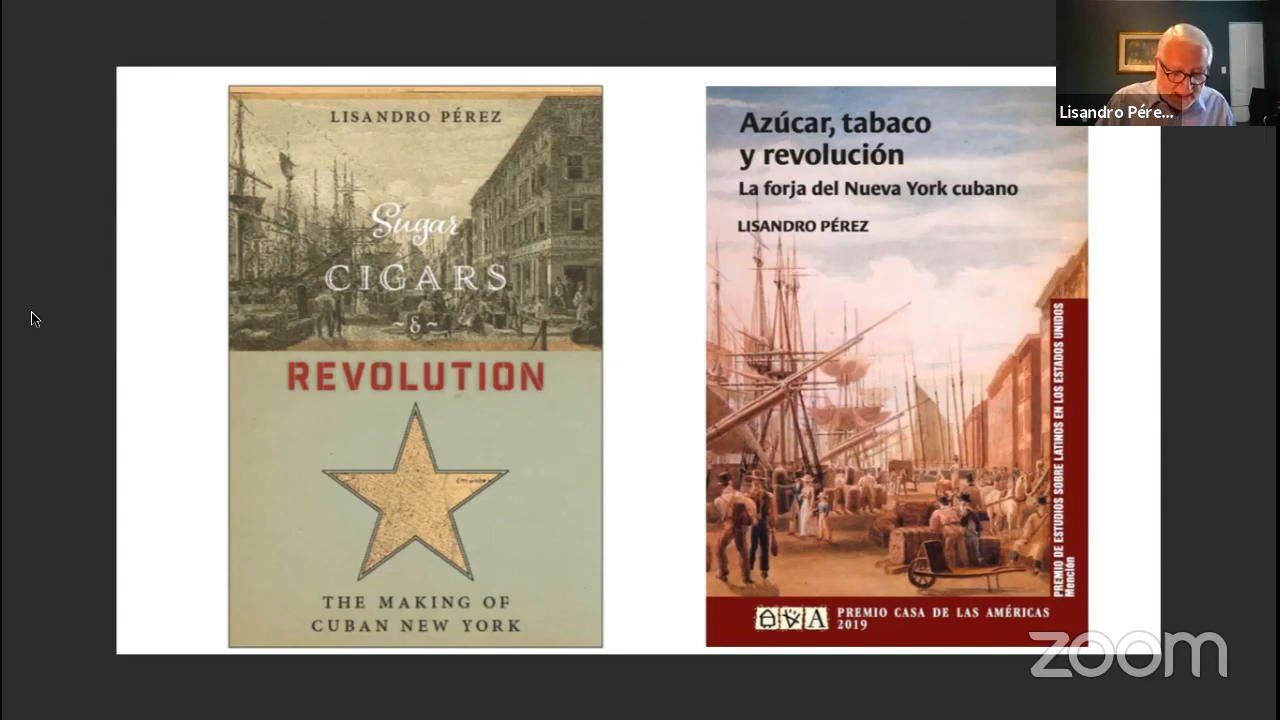 LISANDRO PÉREZ
Sugar
CIGARS
~&~
REVOLUTION
THE MAKING OF
CUBAN NEW YORK
Azúcar, tabaco
y revolución
La forja del Nueva York cubano
LISANDRO PÉREZ
PREMIO DE ESTUDIOS SOBRE LATINOS EN LOS ESTADOS UNIDOS
Mención
PREMIO CASA DE LAS AMÉRICAS
2019
Lisandro Pére...
zoom